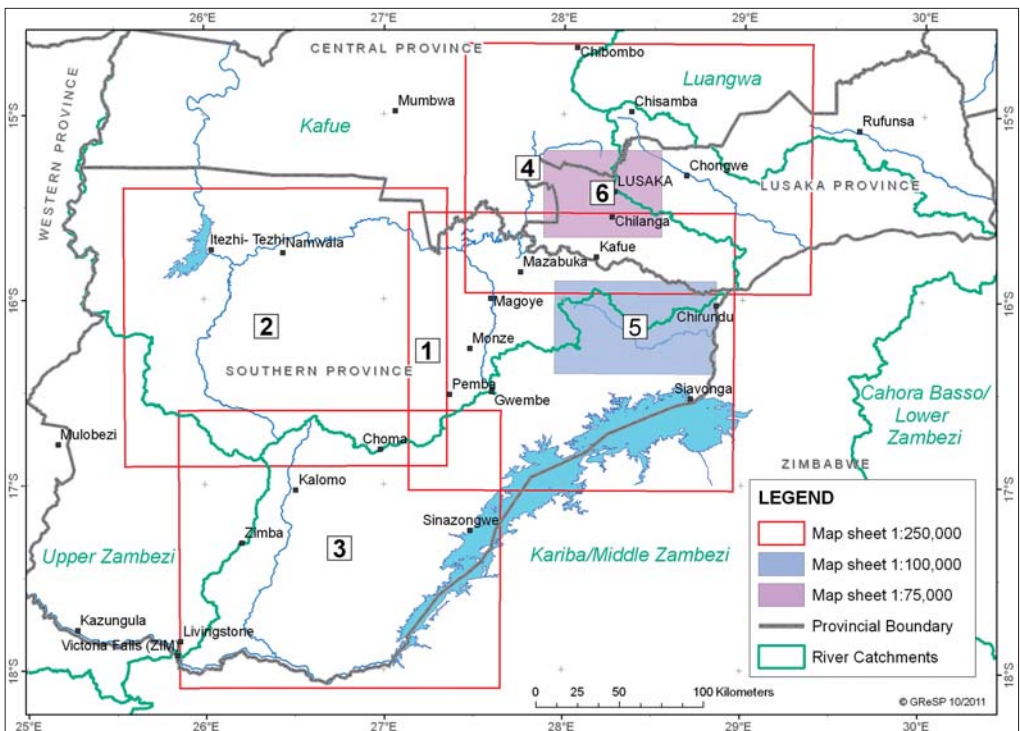 26°E
27°E
28°E
29°E
30°E
CENTRAL PROVINCE
Chibombo
Luangwa
Mumbwa
Chisamba
15°S
15°S
Kafue
Rufunsa
WESTERN PROVINCE
4
Chongwe
6
LUSAKA
LUSAKA PROVINCE
Chilanga
Itezhi- Tezhi
Namwala
Kafue
Mazabuka
16°S
16°S
Magoye
Chirundu
2
1
5
Monze
SOUTHERN PROVINCE
Pemba
Gwembe
Siavonga
Cahora Basso/
Lower
Zambezi
Mulobezi
Choma
ZIMBABWE
17°S
17°S
Kalomo
LEGEND
Sinazongwe
Map sheet 1:250,000
Zimba
3
Upper Zambezi
Kariba/Middle Zambezi
Map sheet 1:100,000
Map sheet 1:75,000
Kazungula
Livingstone
Provincial Boundary
Victoria Falls (ZIM)
River Catchments
18°S
18°S
0 25 50 100 Kilometers
© GReSP 10/2011
25°E
26°E
27°E
28°E
29°E
30°E